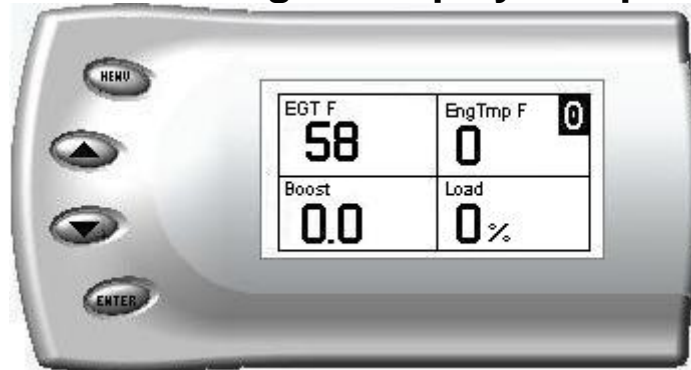 MENU
EGT F
58
EngTmp F
0
0
Boost
0.0
Load
0%
ENTER